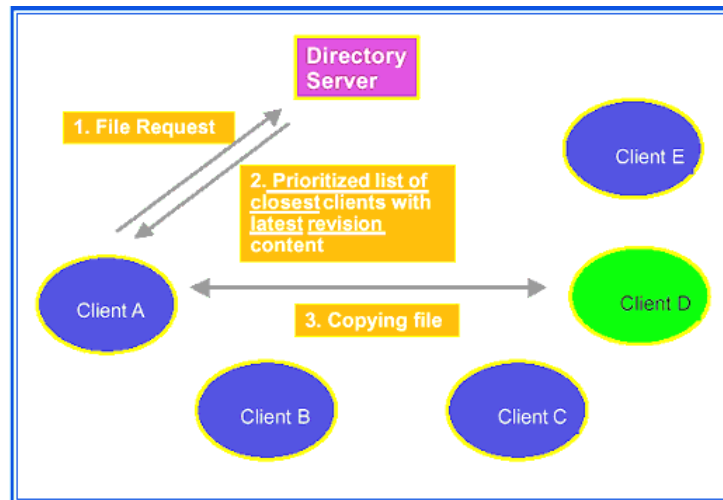 Directory
Server
1. File Request
Client E
2. Prioritized list of
closest clients with
latest revision
content
Client D
Client A
3. Copying file
Client B
Client C